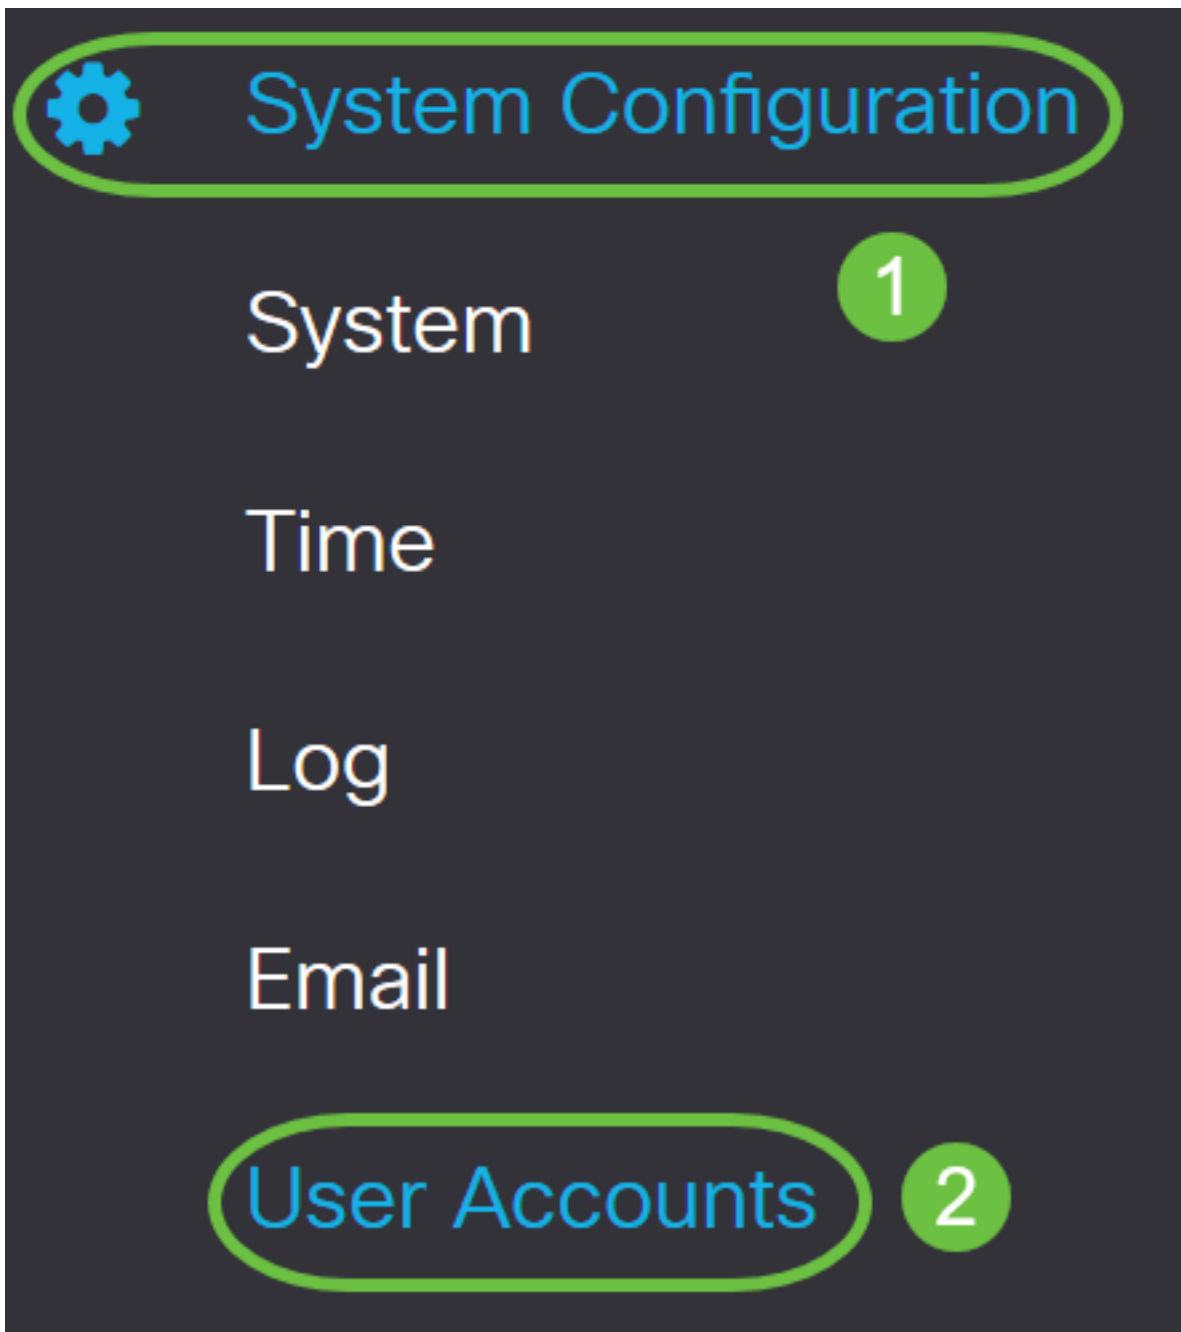 System Configuration
1
System
Time
Log
Email
User Accounts
2